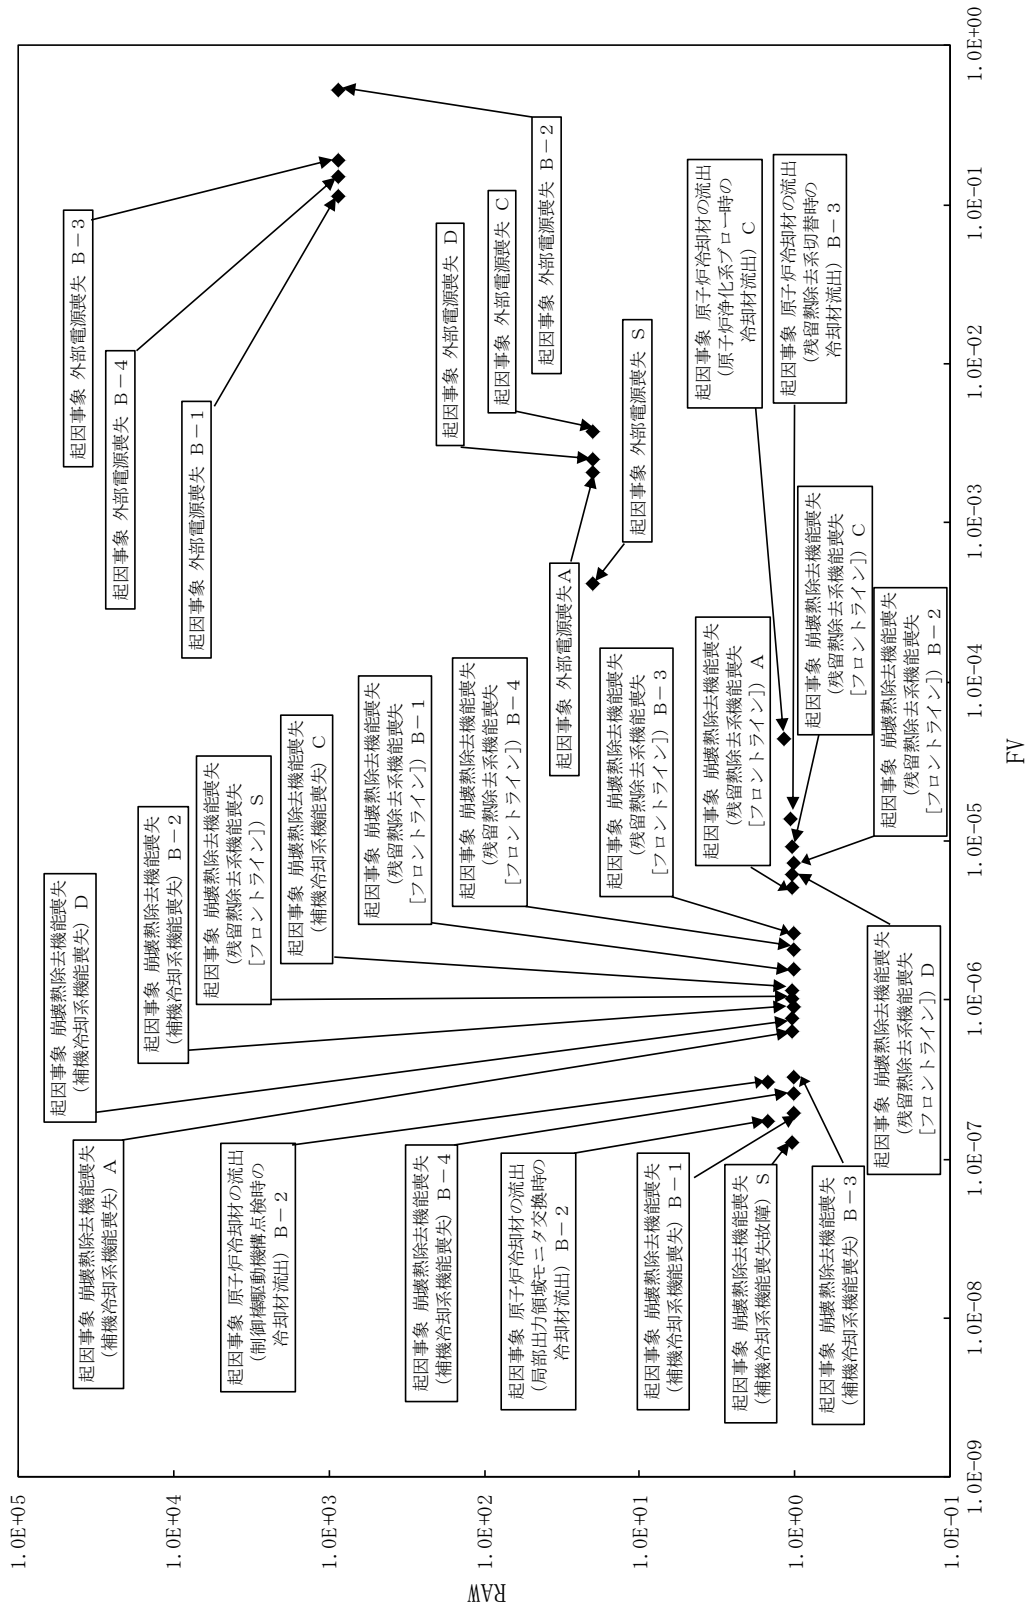 1.0E+05
1.0E+04
1.0E+03
1.0E+02
1.0E+01
1.0E+00
1.0E-01
RAW
1.0E-09
1.0E-08
1.0E-07
1.0E-06
1.0E-05
1.0E-04
1.0E-03
1.0E-02
1.0E-01
1.0E+00
FV
起因事象 崩壊熱除去機能喪失
(補機冷却系機能喪失) D
起因事象 崩壊熱除去機能喪失
(補機冷却系機能喪失) A
起因事象 崩壊熱除去機能喪失
(補機冷却系機能喪失) B－2
起因事象 崩壊熱除去機能喪失
(残留熱除去系機能喪失
[フロントライン]) S
起因事象 崩壊熱除去機能喪失
(補機冷却系機能喪失) C
起因事象 原子炉冷却材の流出
(制御棒駆動機構点検時の
冷却材流出) B－2
起因事象 崩壊熱除去機能喪失
(残留熱除去系機能喪失
[フロントライン]) B－1
起因事象 崩壊熱除去機能喪失
(補機冷却系機能喪失) B－4
起因事象 崩壊熱除去機能喪失
(残留熱除去系機能喪失
[フロントライン]) B－4
起因事象 原子炉冷却材の流出
(局部出力領域モニタ交換時の
冷却材流出) B－2
起因事象 崩壊熱除去機能喪失
(残留熱除去系機能喪失
[フロントライン]) B－3
起因事象 崩壊熱除去機能喪失
(補機冷却系機能喪失) B－1
起因事象 崩壊熱除去機能喪失
(補機冷却系機能喪失故障) S
起因事象 崩壊熱除去機能喪失
(補機冷却系機能喪失) B－3
起因事象 崩壊熱除去機能喪失
(残留熱除去系機能喪失
[フロントライン]) A
起因事象 崩壊熱除去機能喪失
(残留熱除去系機能喪失
[フロントライン]) D
起因事象 崩壊熱除去機能喪失
(残留熱除去系機能喪失
[フロントライン]) B－2
起因事象 崩壊熱除去機能喪失
(残留熱除去系機能喪失
[フロントライン]) C
起因事象 外部電源喪失 B－3
起因事象 外部電源喪失 B－4
起因事象 外部電源喪失 B－1
起因事象 外部電源喪失 D
起因事象 外部電源喪失 C
起因事象 外部電源喪失 B－2
起因事象 外部電源喪失A
起因事象 外部電源喪失 S
起因事象 原子炉冷却材の流出
(原子炉浄化系ブロー時の
冷却材流出) C
起因事象 原子炉冷却材の流出
(残留熱除去系切替時の
冷却材流出) B－3